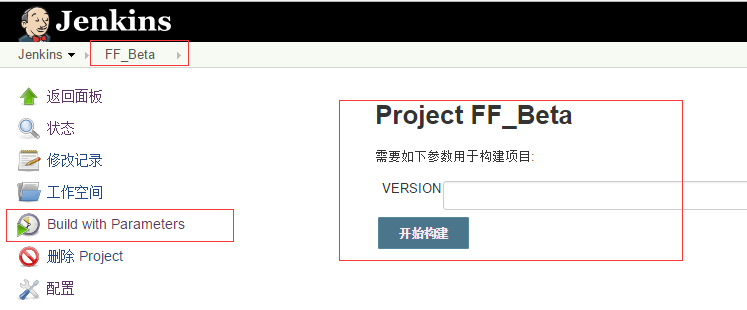 Jenkins
Jenkins FF_Beta
返回面板
状态
修改记录
工作空间
Build with Parameters
删除 Project
配置
Project FF_Beta
需要如下参数用于构建项目:
VERSION
开始构建